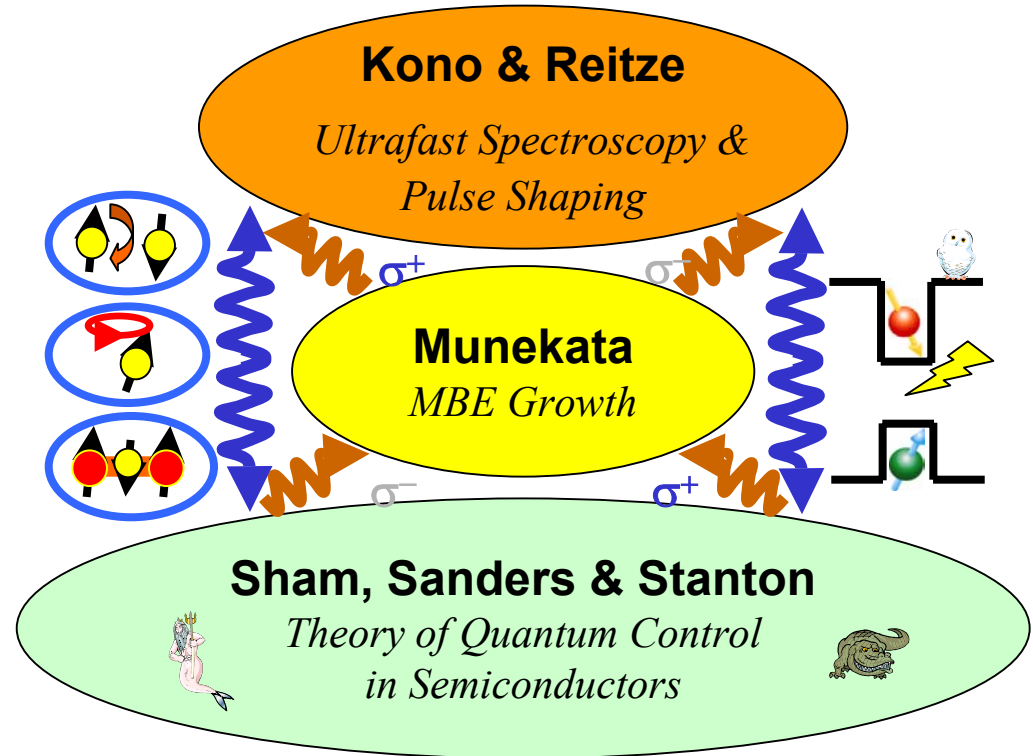 Kono & Reitze
Ultrafast Spectroscopy &
Pulse Shaping
σ⁺ σ⁻
Munekata
MBE Growth
σ⁻ σ⁺
Sham, Sanders & Stanton
Theory of Quantum Control
in Semiconductors